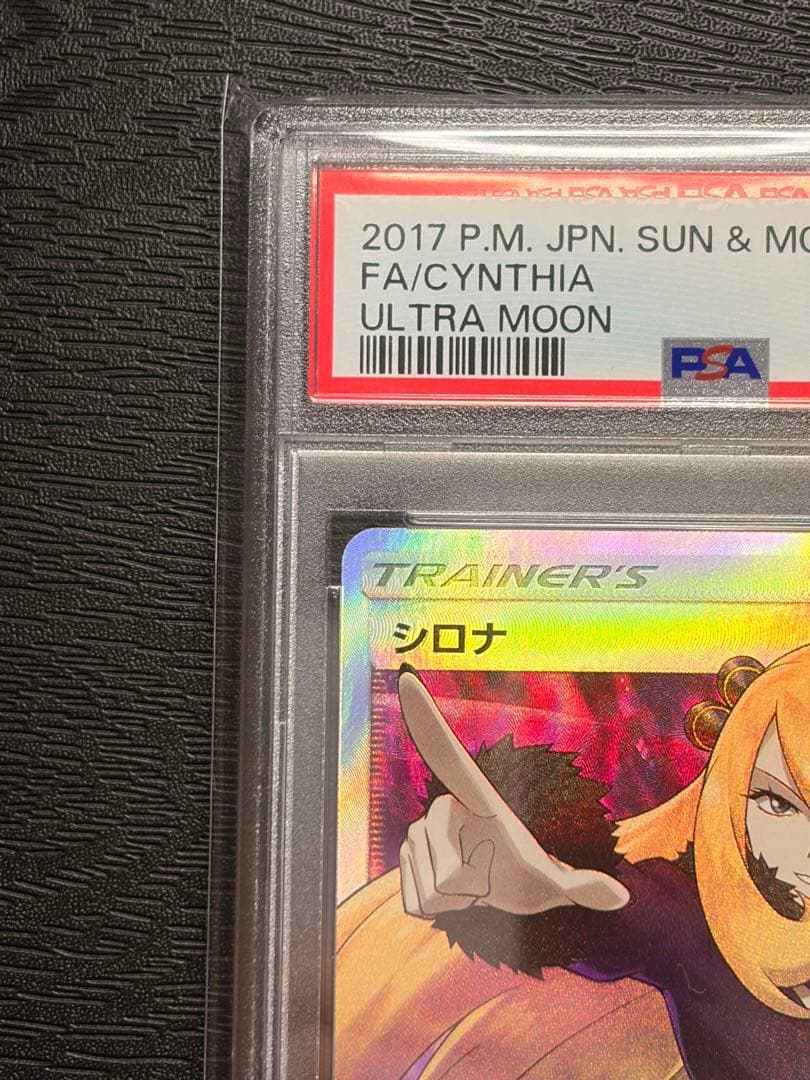 2017 P.M. JPN. SUN & MO
FA/CYNTHIA
ULTRA MOON
PSA
TRAINER'S
シロナ